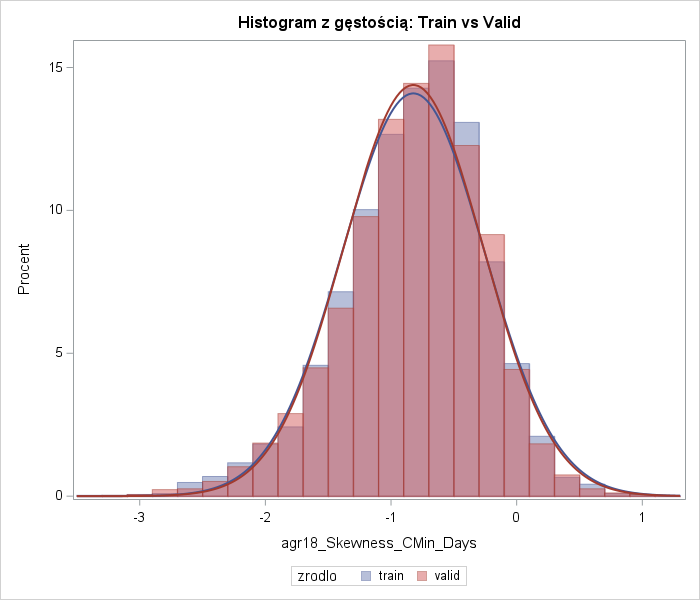 Histogram z gęstością: Train vs Valid
Procent
15
10
5
0
-3 -2 -1 0 1
agr18_Skewness_CMin_Days
zrodlo train valid